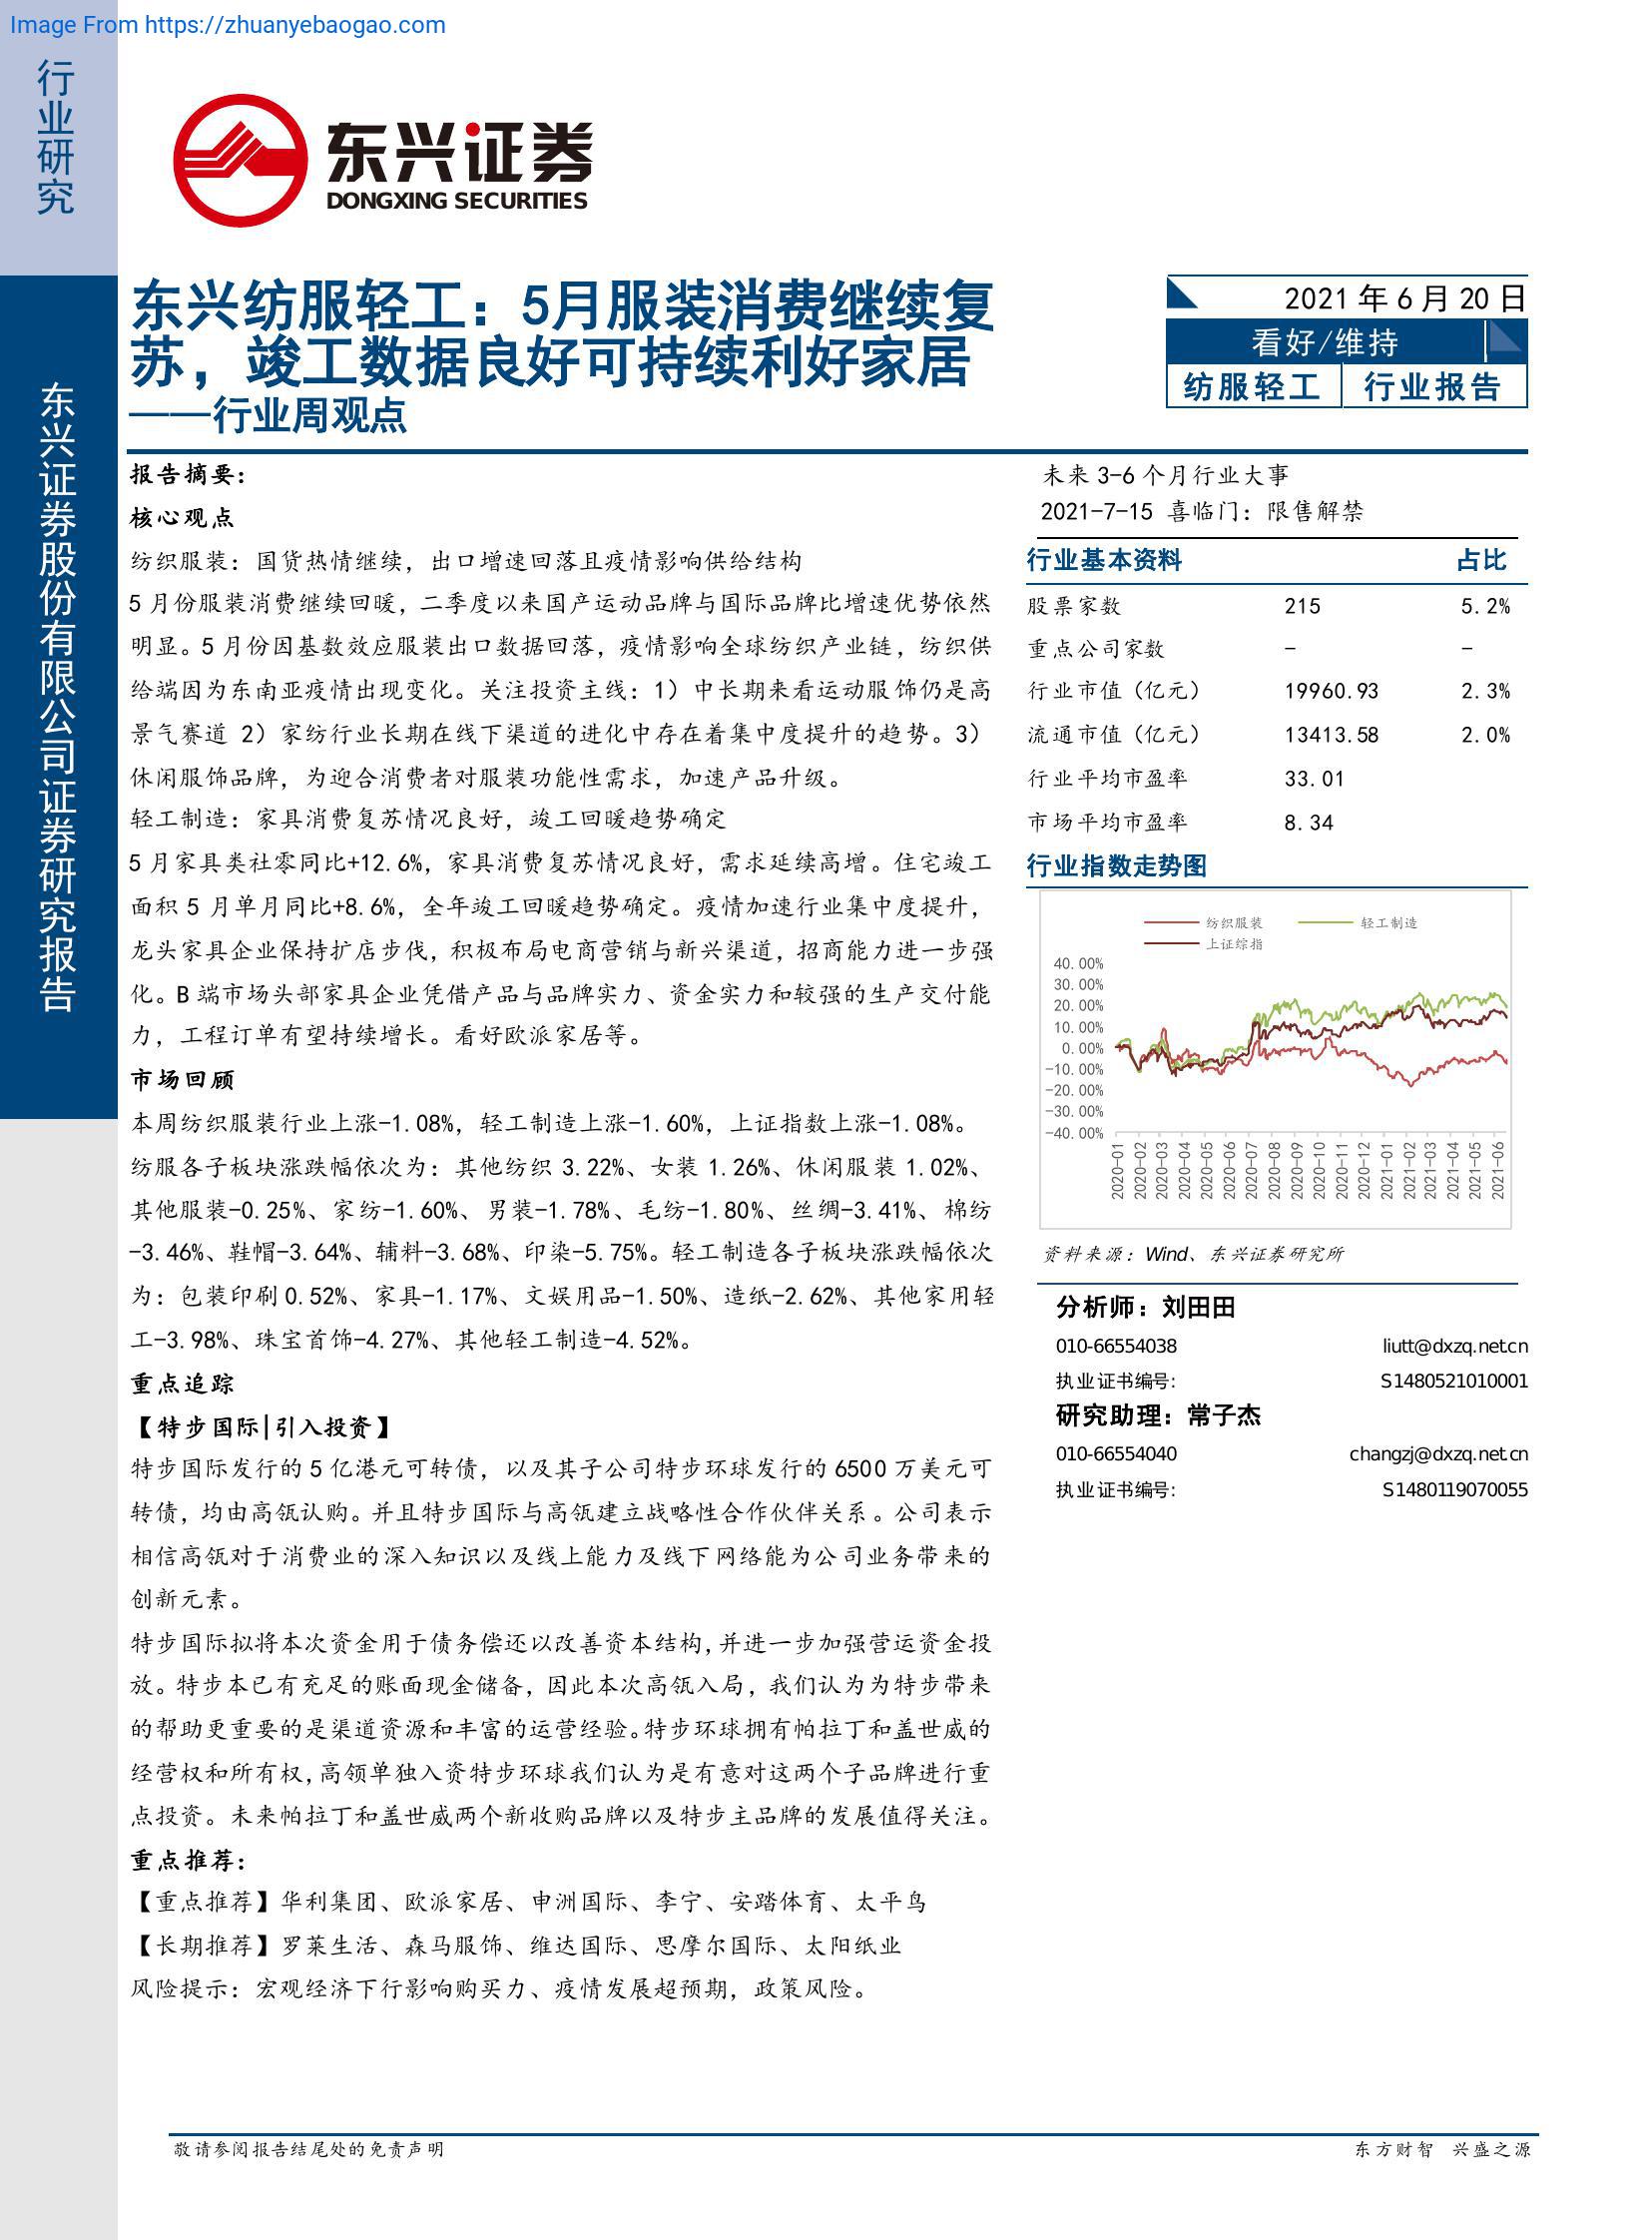 Image From https://zhuanyebaogao.com
行业研究
东兴证券股份有限公司证券研究报告
东兴证券
DONGXING SECURITIES
东兴纺服轻工：5月服装消费继续复
苏，竣工数据良好可持续利好家居
——行业周观点
2021 年 6 月 20 日
看好/维持
纺服轻工 行业报告
报告摘要：
核心观点
纺织服装：国货热情继续，出口增速回落且疫情影响供给结构
5 月份服装消费继续回暖，二季度以来国产运动品牌与国际品牌比增速优势依然
明显。5 月份因基数效应服装出口数据回落，疫情影响全球纺织产业链，纺织供
给端因为东南亚疫情出现变化。关注投资主线：1）中长期来看运动服饰仍是高
景气赛道 2）家纺行业长期在线下渠道的进化中存在着集中度提升的趋势。3）
休闲服饰品牌，为迎合消费者对服装功能性需求，加速产品升级。
轻工制造：家具消费复苏情况良好，竣工回暖趋势确定
5 月家具类社零同比+12.6%，家具消费复苏情况良好，需求延续高增。住宅竣工
面积 5 月单月同比+8.6%，全年竣工回暖趋势确定。疫情加速行业集中度提升，
龙头家具企业保持扩店步伐，积极布局电商营销与新兴渠道，招商能力进一步强
化。B 端市场头部家具企业凭借产品与品牌实力、资金实力和较强的生产交付能
力，工程订单有望持续增长。看好欧派家居等。
市场回顾
本周纺织服装行业上涨-1.08%，轻工制造上涨-1.60%，上证指数上涨-1.08%。
纺服各子板块涨跌幅依次为：其他纺织 3.22%、女装 1.26%、休闲服装 1.02%、
其他服装-0.25%、家纺-1.60%、男装-1.78%、毛纺-1.80%、丝绸-3.41%、棉纺
-3.46%、鞋帽-3.64%、辅料-3.68%、印染-5.75%。轻工制造各子板块涨跌幅依次
为：包装印刷 0.52%、家具-1.17%、文娱用品-1.50%、造纸-2.62%、其他家用轻
工-3.98%、珠宝首饰-4.27%、其他轻工制造-4.52%。
重点追踪
【特步国际|引入投资】
特步国际发行的 5 亿港元可转债，以及其子公司特步环球发行的 6500 万美元可
转债，均由高瓴认购。并且特步国际与高瓴建立战略性合作伙伴关系。公司表示
相信高瓴对于消费业的深入知识以及线上能力及线下网络能为公司业务带来的
创新元素。
特步国际拟将本次资金用于债务偿还以改善资本结构，并进一步加强营运资金投
放。特步本已有充足的账面现金储备，因此本次高瓴入局，我们认为为特步带来
的帮助更重要的是渠道资源和丰富的运营经验。特步环球拥有帕拉丁和盖世威的
经营权和所有权，高领单独入资特步环球我们认为是有意对这两个子品牌进行重
点投资。未来帕拉丁和盖世威两个新收购品牌以及特步主品牌的发展值得关注。
重点推荐：
【重点推荐】华利集团、欧派家居、申洲国际、李宁、安踏体育、太平鸟
【长期推荐】罗莱生活、森马服饰、维达国际、思摩尔国际、太阳纸业
风险提示：宏观经济下行影响购买力、疫情发展超预期，政策风险。
未来 3-6 个月行业大事
2021-7-15 喜临门：限售解禁
行业基本资料 占比
股票家数 215 5.2%
重点公司家数 - -
行业市值（亿元） 19960.93 2.3%
流通市值（亿元） 13413.58 2.0%
行业平均市盈率 33.01
市场平均市盈率 8.34
行业指数走势图
纺织服装 轻工制造
上证综指
40.00%
30.00%
20.00%
10.00%
0.00%
-10.00%
-20.00%
-30.00%
-40.00%
2020-01 2020-02 2020-03 2020-04 2020-05 2020-06 2020-07 2020-08 2020-09 2020-10 2020-11 2020-12 2021-01 2021-02 2021-03 2021-04 2021-05 2021-06
资料来源：Wind、东兴证券研究所
分析师：刘田田
010-66554038 liutt@dxzq.net.cn
执业证书编号: S1480521010001
研究助理：常子杰
010-66554040 changzj@dxzq.net.cn
执业证书编号: S1480119070055
敬请参阅报告结尾处的免责声明
东方财智 兴盛之源